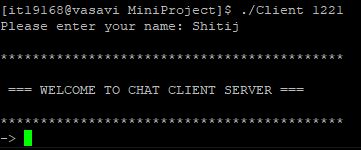 [it19168@vasavi MiniProject]$ ./Client 1221
Please enter your name: Shitij
*******************************************
=== WELCOME TO CHAT CLIENT SERVER ===
*******************************************
->